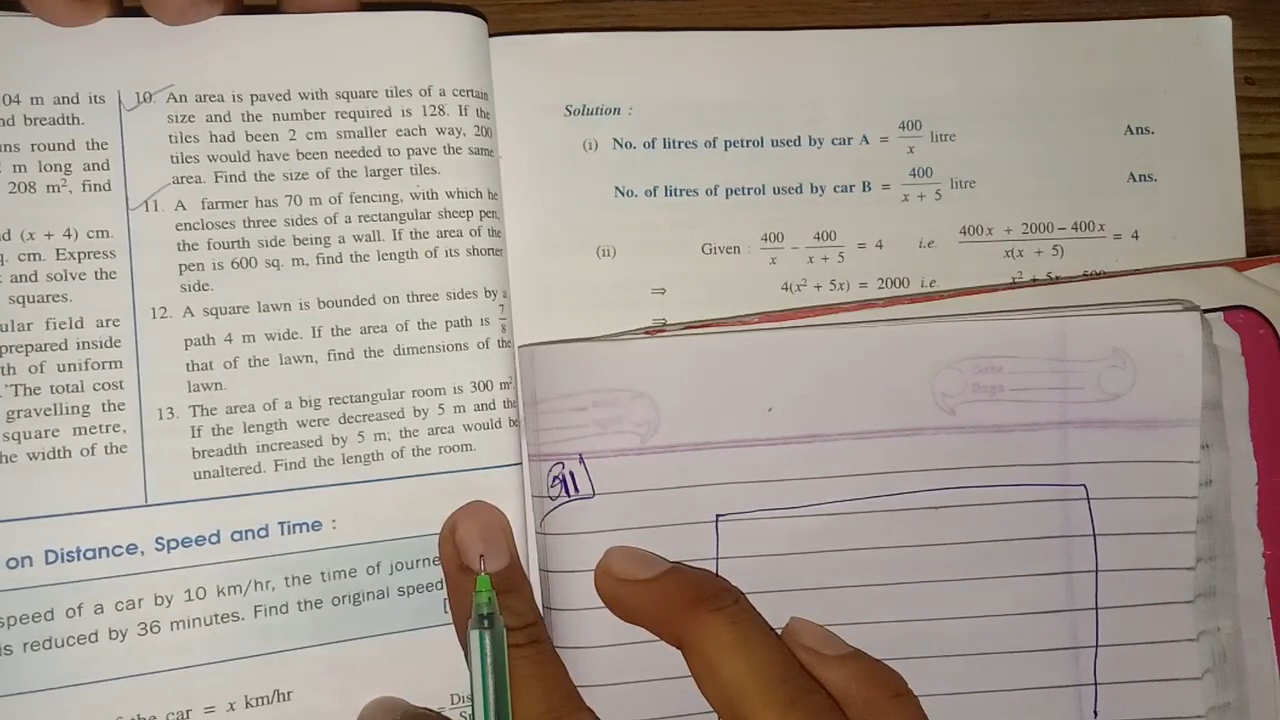 04 m and its
nd breadth.
ns round the
m long and
208 m², find
d (x + 4) cm.
q. cm. Express
and solve the
squares.
ular field are
prepared inside
th of uniform
The total cost
gravelling the
square metre,
he width of the
10. An area is paved with square tiles of a certain
size and the number required is 128. If the
tiles had been 2 cm smaller each way, 200
tiles would have been needed to pave the same
area. Find the size of the larger tiles.
11. A farmer has 70 m of fencing, with which he
encloses three sides of a rectangular sheep pen,
the fourth side being a wall. If the area of the
pen is 600 sq. m, find the length of its shorter
side.
12. A square lawn is bounded on three sides by a
path 4 m wide. If the area of the path is 7/8
that of the lawn, find the dimensions of the
lawn.
13. The area of a big rectangular room is 300 m².
If the length were decreased by 5 m and the
breadth increased by 5 m; the area would be
unaltered. Find the length of the room.
on Distance, Speed and Time :
speed of a car by 10 km/hr, the time of journe
is reduced by 36 minutes. Find the original speed
the car = x km/hr
= Dis
Solution :
(i) No. of litres of petrol used by car A = 400/x litre Ans.
No. of litres of petrol used by car B = 400/(x + 5) litre Ans.
(ii) Given : 400/x − 400/(x + 5) = 4 i.e. (400x + 2000 − 400x)/(x(x + 5)) = 4
⇒ 4(x² + 5x) = 2000 i.e. x² + 5x − 500
⇒
Date
Page
11